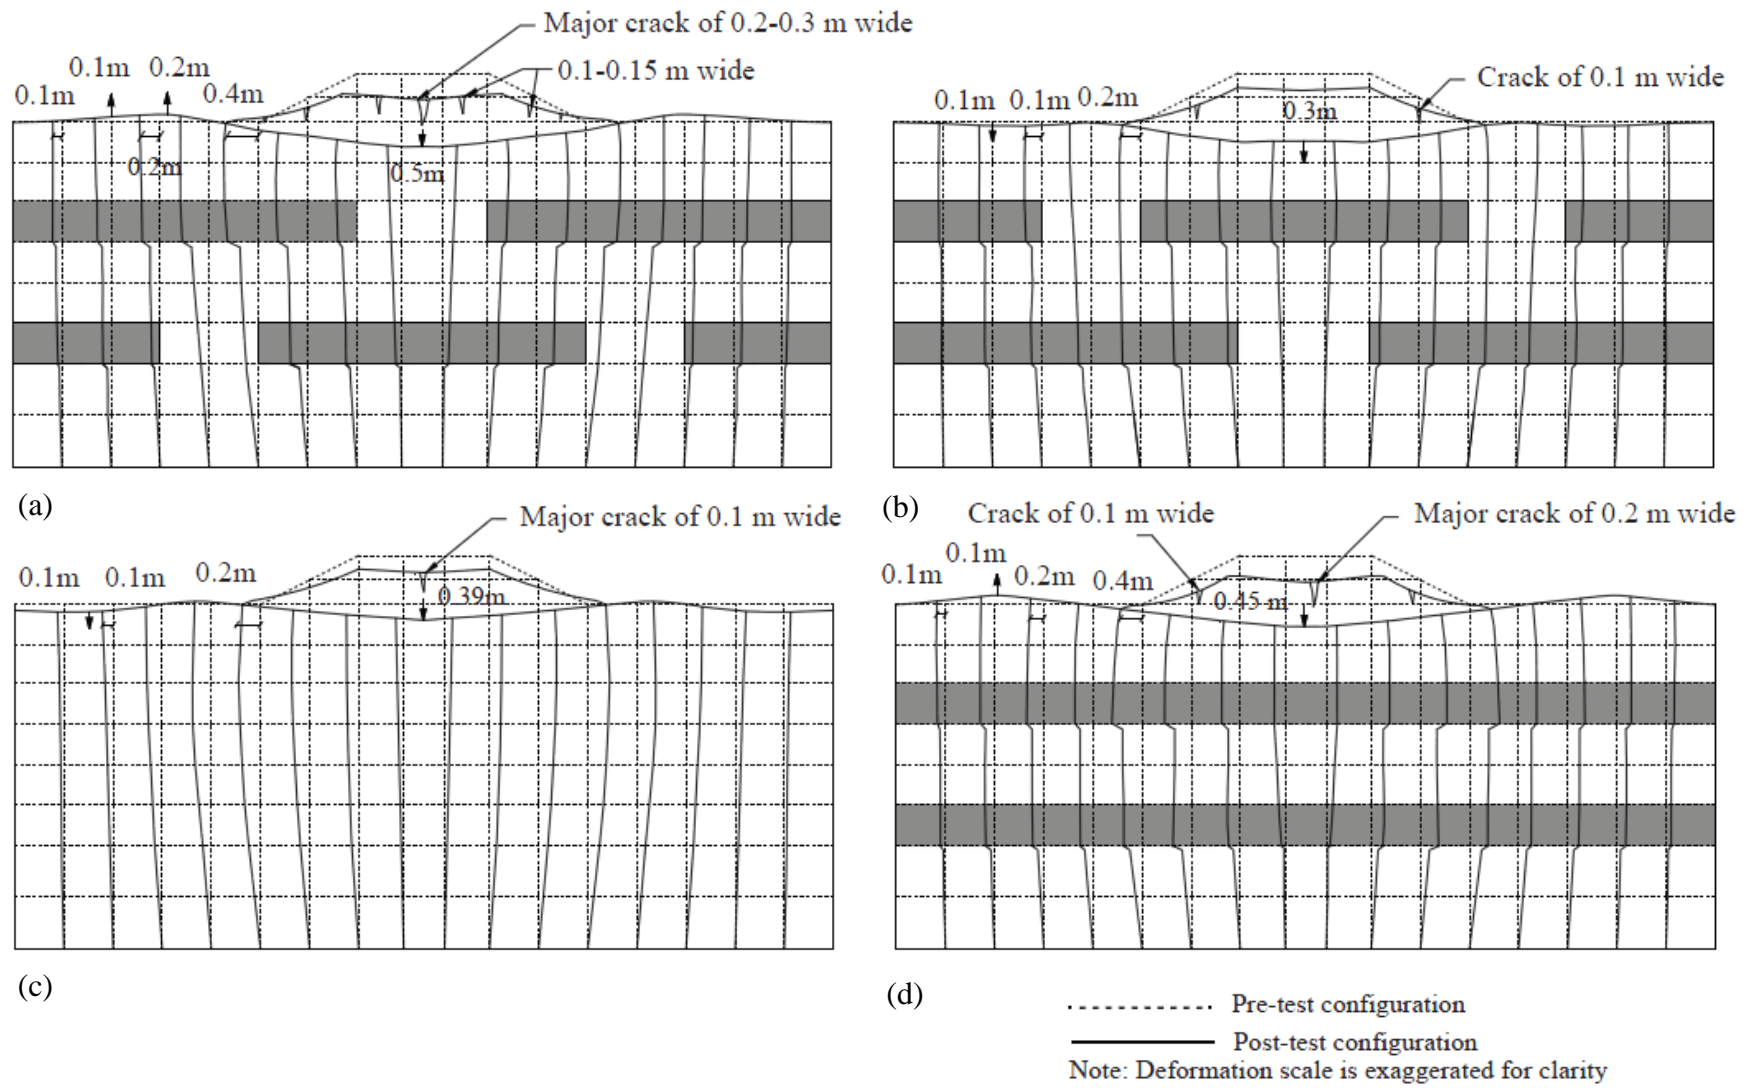 Major crack of 0.2-0.3 m wide
0.1m 0.2m 0.1-0.15 m wide
0.1m 0.4m
0.2m 0.5m
(a)
Crack of 0.1 m wide
0.1m 0.1m 0.2m
0.3m
(b)
Major crack of 0.1 m wide
0.1m 0.1m 0.2m
0.39m
(c)
Crack of 0.1 m wide Major crack of 0.2 m wide
0.1m
0.1m 0.2m 0.4m
0.45 m
(d)
Pre-test configuration
Post-test configuration
Note: Deformation scale is exaggerated for clarity